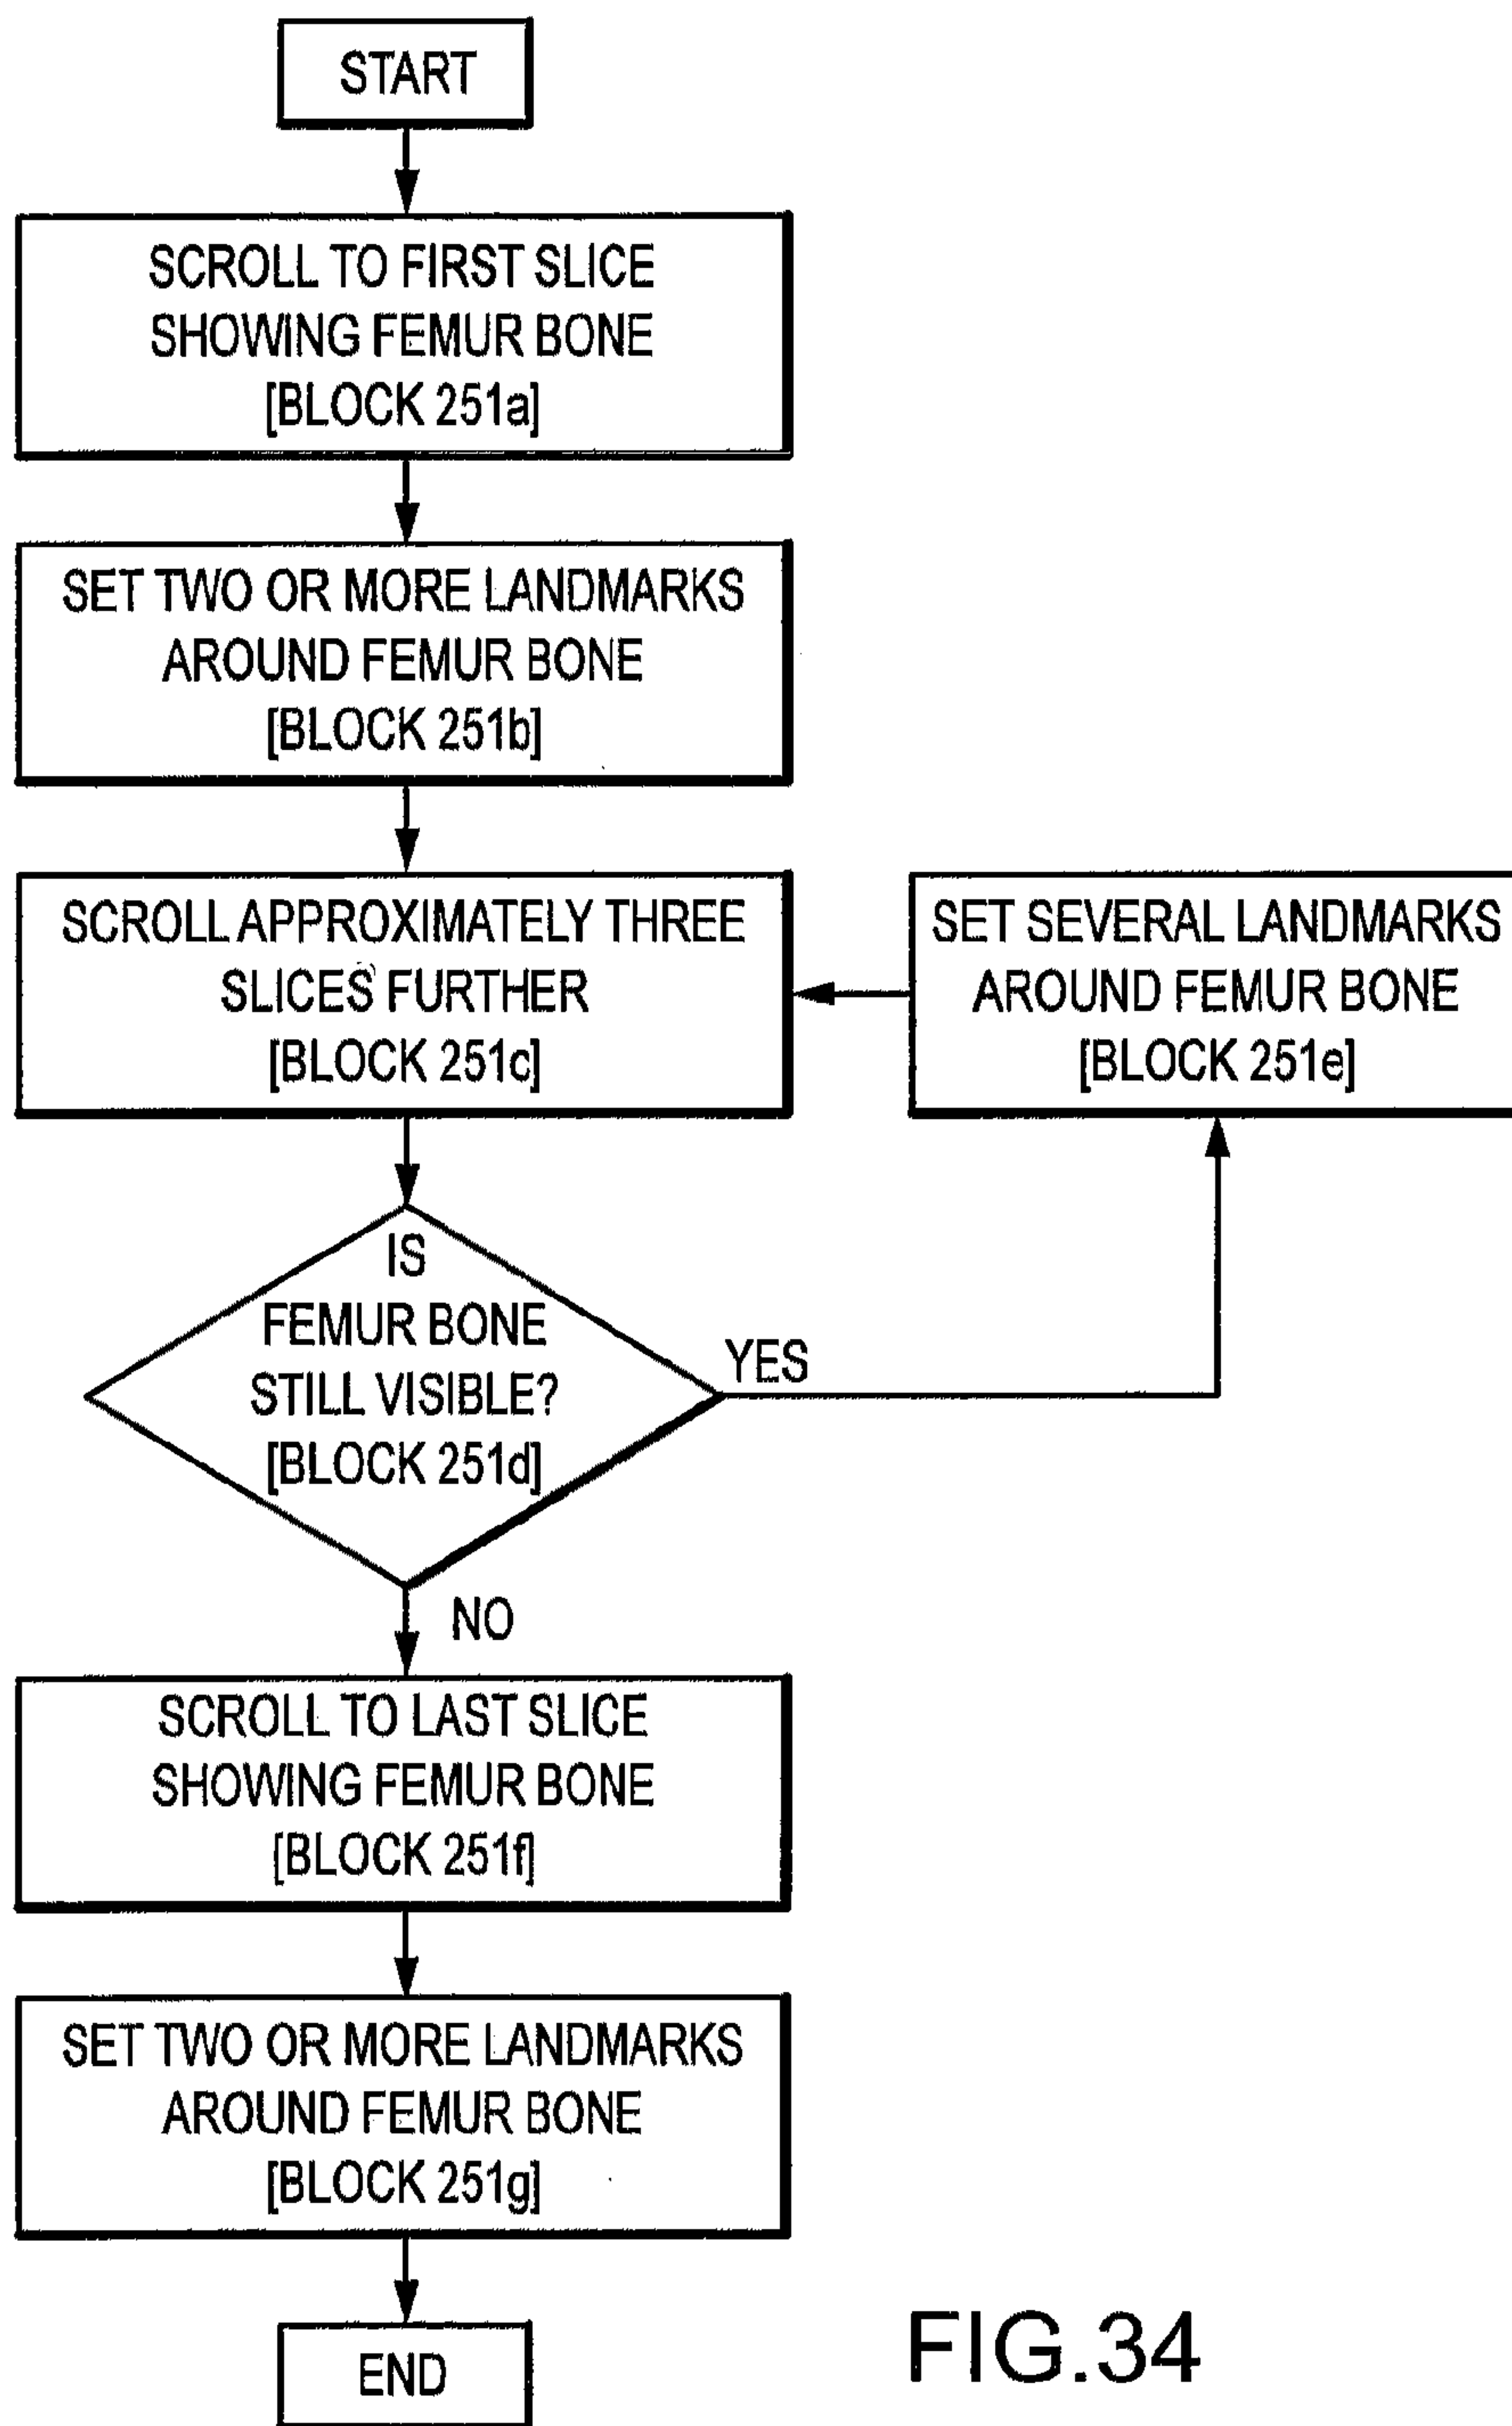 START
SCROLL TO FIRST SLICE
SHOWING FEMUR BONE
[BLOCK 251a]
SET TWO OR MORE LANDMARKS
AROUND FEMUR BONE
[BLOCK 251b]
SCROLL APPROXIMATELY THREE
SLICES FURTHER
[BLOCK 251c]
SET SEVERAL LANDMARKS
AROUND FEMUR BONE
[BLOCK 251e]
IS
FEMUR BONE
STILL VISIBLE?
[BLOCK 251d]
YES
NO
SCROLL TO LAST SLICE
SHOWING FEMUR BONE
[BLOCK 251f]
SET TWO OR MORE LANDMARKS
AROUND FEMUR BONE
[BLOCK 251g]
END
FIG.34